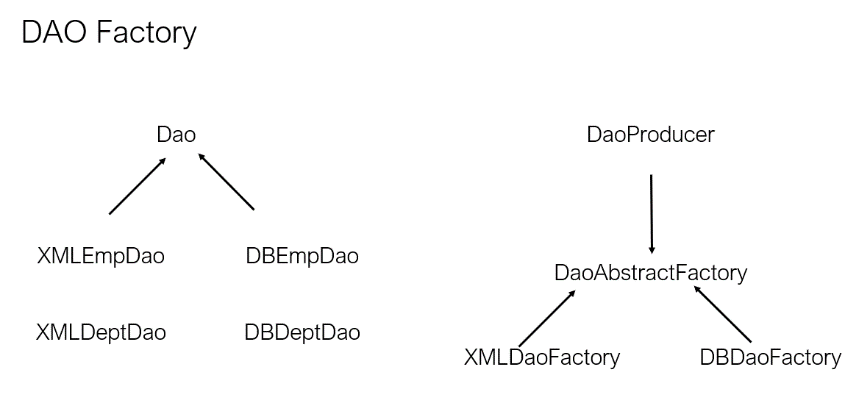 DAO Factory
Dao
DaoProducer
XMLEmpDao
DBEmpDao
DaoAbstractFactory
XMLDeptDao
DBDeptDao
XMLDaoFactory
DBDaoFactory